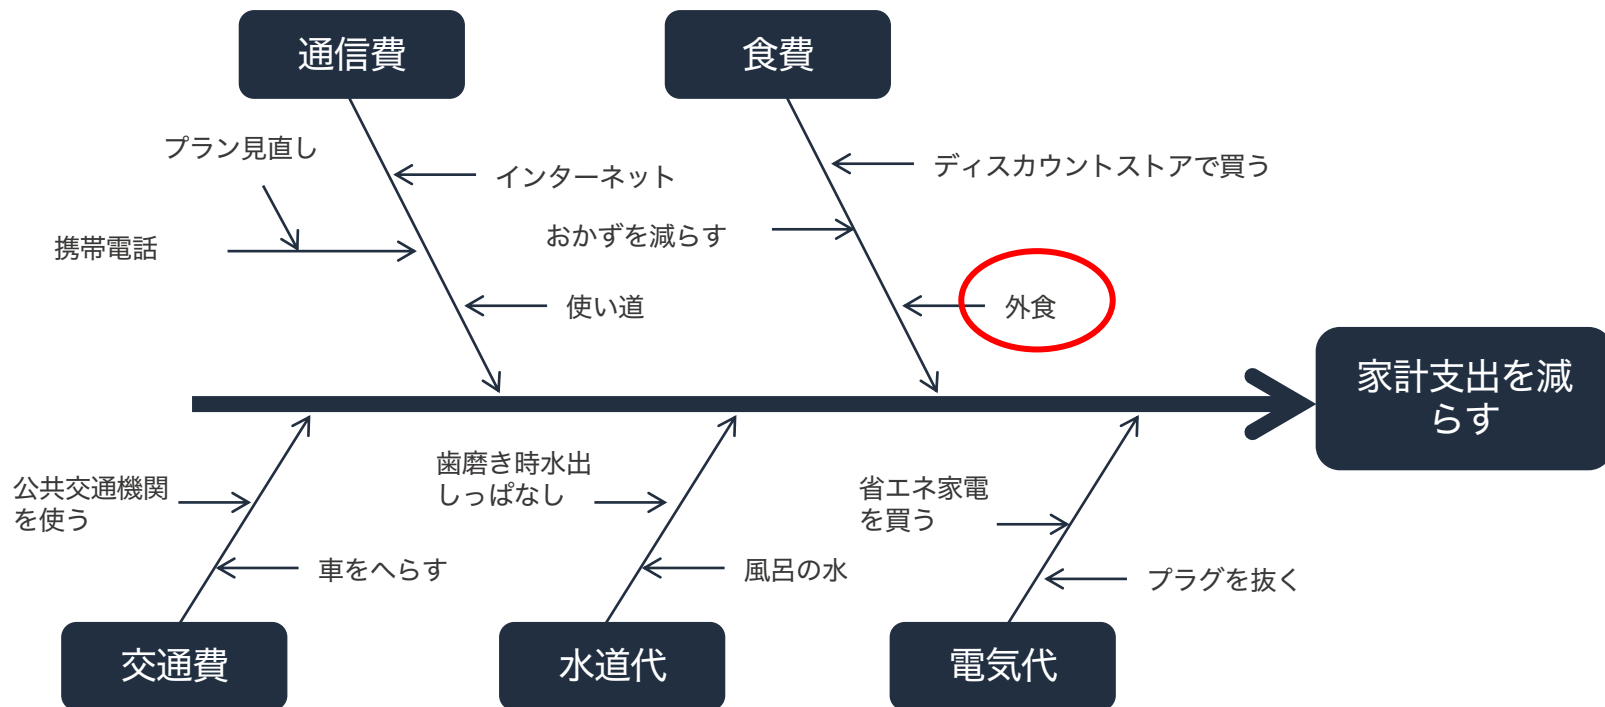 通信費
食費
プラン見直し
インターネット
ディスカウントストアで買う
携帯電話
おかずを減らす
使い道
外食
家計支出を減
らす
公共交通機関
を使う
歯磨き時水出
しっぱなし
省エネ家電
を買う
車をへらす
風呂の水
プラグを抜く
交通費
水道代
電気代